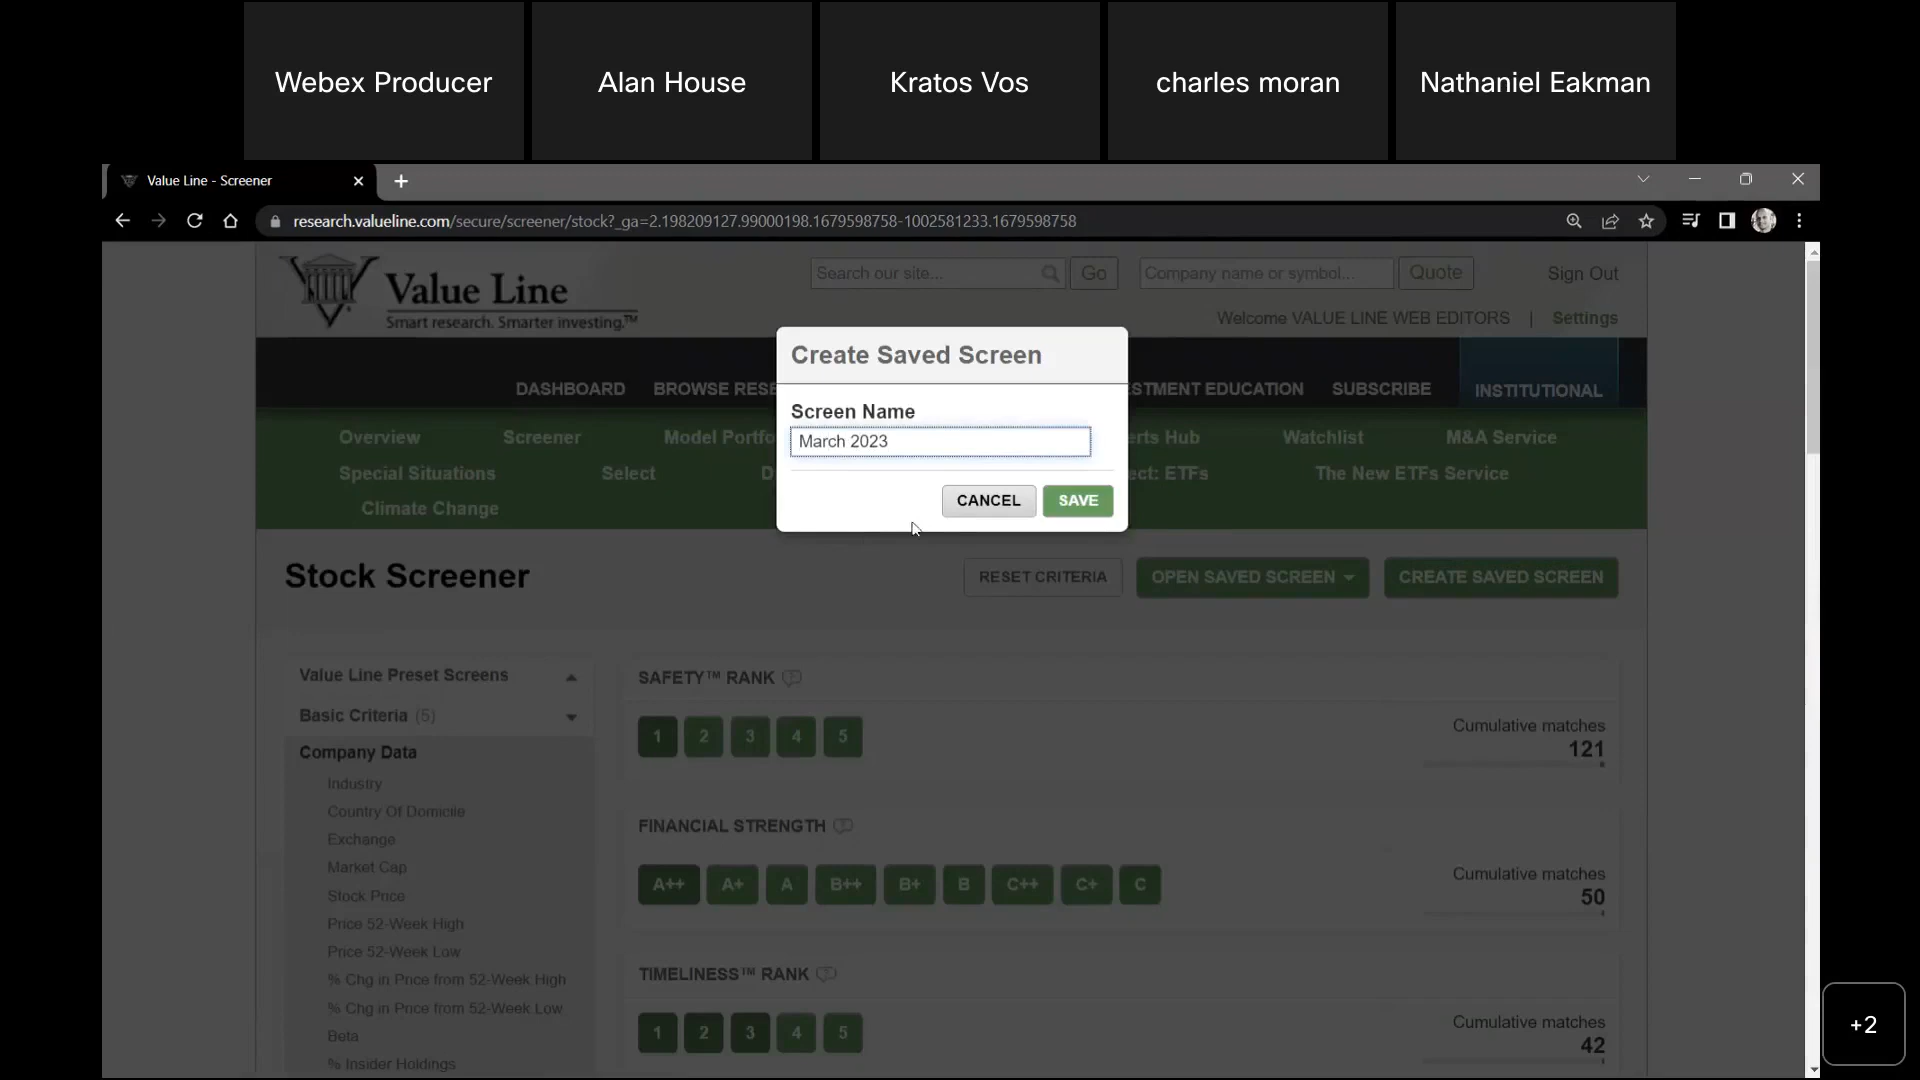 Webex Producer
Alan House
Kratos Vos
charles moran
Nathaniel Eakman
Value Line - Screener
research.valueline.com/secure/screener/stock?_ga=2.198209127.99000198.1679598758-1002581233.1679598758
Value Line
Smart research. Smarter investing.™
Search our site...
Go
Company name or symbol...
Quote
Sign Out
Welcome VALUE LINE WEB EDITORS | Settings
DASHBOARD
BROWSE RESE
STMENT EDUCATION
SUBSCRIBE
INSTITUTIONAL
Overview
Screener
Model Portfo
erts Hub
Watchlist
M&A Service
Special Situations
Select
D
ect: ETFs
The New ETFs Service
Climate Change
Create Saved Screen
Screen Name
March 2023
CANCEL
SAVE
Stock Screener
RESET CRITERIA
OPEN SAVED SCREEN
CREATE SAVED SCREEN
Value Line Preset Screens
Basic Criteria (5)
Company Data
Industry
Country Of Domicile
Exchange
Market Cap
Stock Price
Price 52-Week High
Price 52-Week Low
% Chg in Price from 52-Week High
% Chg in Price from 52-Week Low
Beta
% Insider Holdings
SAFETY™ RANK
1 2 3 4 5
Cumulative matches
121
FINANCIAL STRENGTH
A++ A+ A B++ B+ B C++ C+ C
Cumulative matches
50
TIMELINESS™ RANK
1 2 3 4 5
Cumulative matches
42
+2